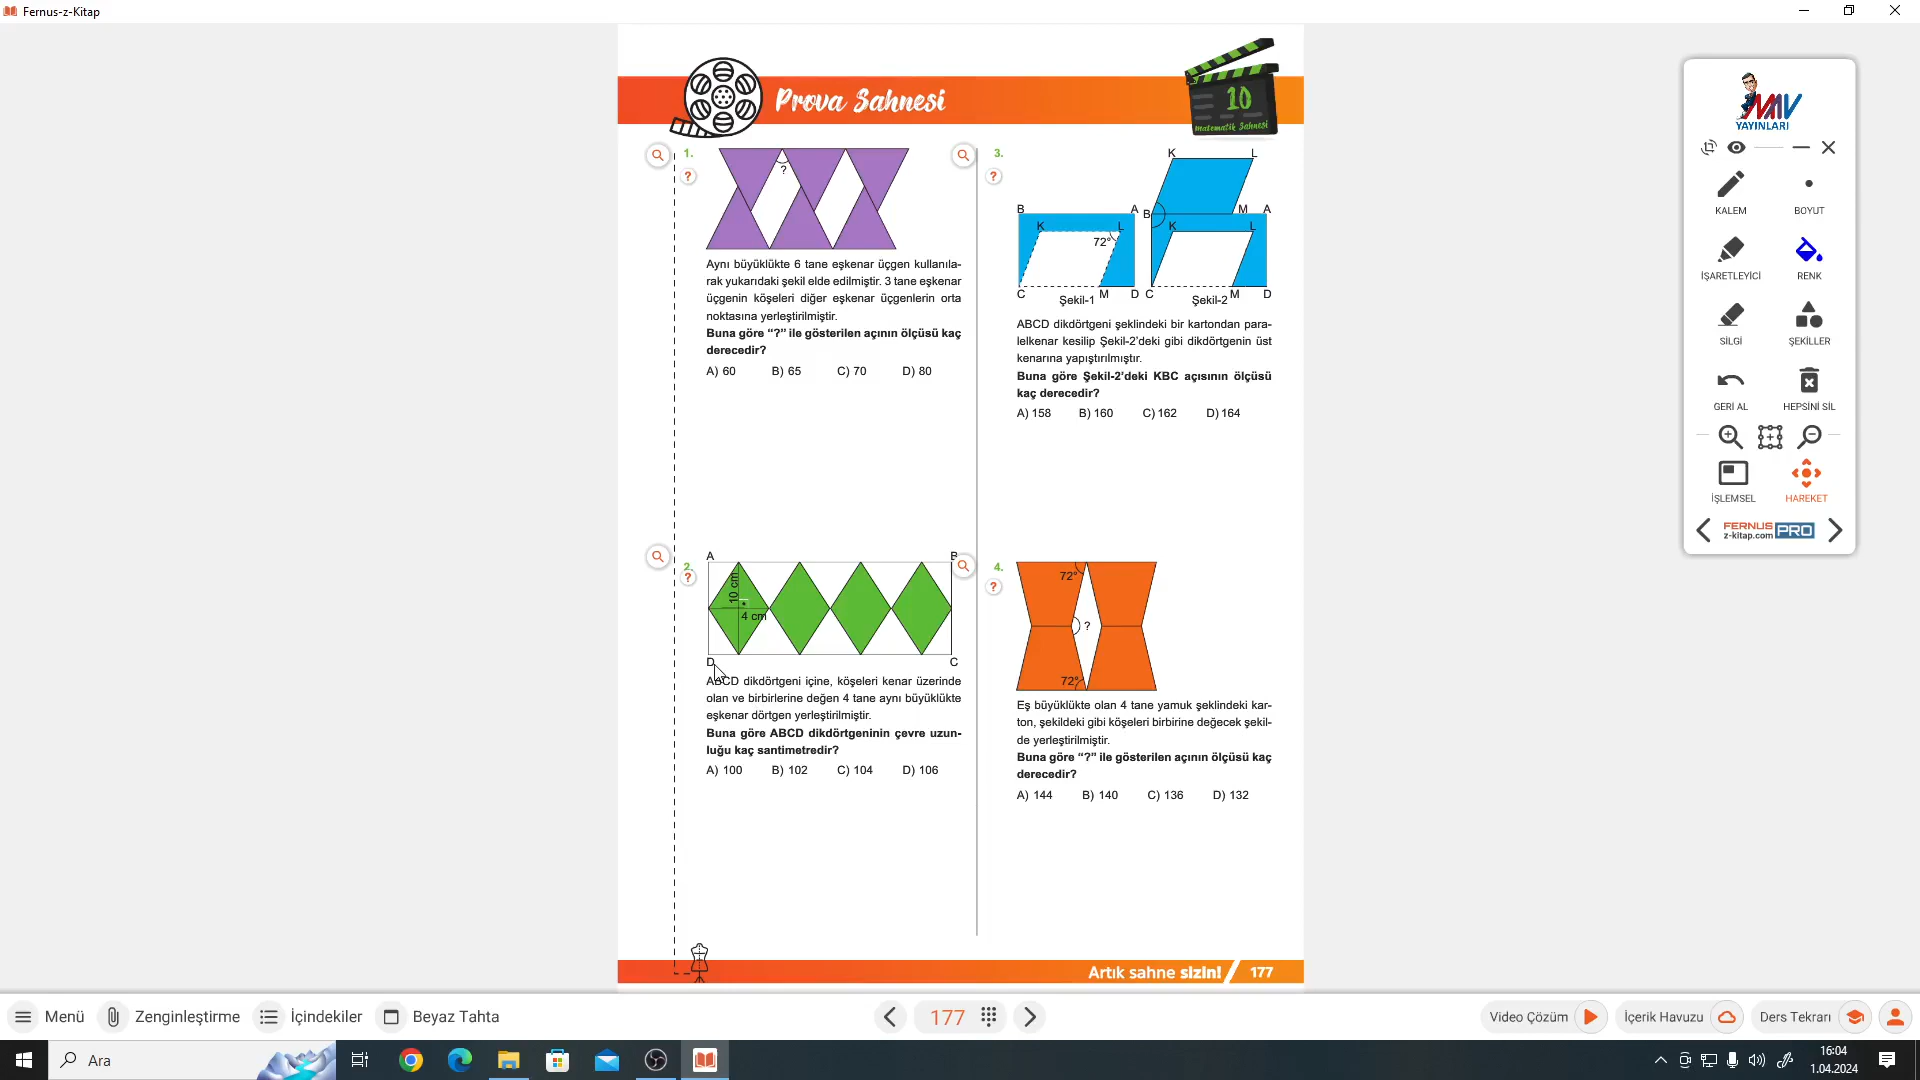 Fernus-z-Kitap
Prova Sahnesi
10
Matematik Sahnesi
1.
?
?
Aynı büyüklükte 6 tane eşkenar üçgen kullanıla-
rak yukarıdaki şekil elde edilmiştir. 3 tane eşkenar
üçgenin köşeleri diğer eşkenar üçgenlerin orta
noktasına yerleştirilmiştir.
Buna göre “?” ile gösterilen açının ölçüsü kaç
derecedir?
A) 60 B) 65 C) 70 D) 80
2.
?
A B
10 cm
4 cm
D C
ABCD dikdörtgeni içine, köşeleri kenar üzerinde
olan ve birbirlerine değen 4 tane aynı büyüklükte
eşkenar dörtgen yerleştirilmiştir.
Buna göre ABCD dikdörtgeninin çevre uzun-
luğu kaç santimetredir?
A) 100 B) 102 C) 104 D) 106
3.
?
K L
B A B M A
K L K L
72°
C M D C M D
Şekil-1 Şekil-2
ABCD dikdörtgeni şeklindeki bir kartondan para-
lelkenar kesilip Şekil-2’deki gibi dikdörtgenin üst
kenarına yapıştırılmıştır.
Buna göre Şekil-2’deki KBC açısının ölçüsü
kaç derecedir?
A) 158 B) 160 C) 162 D) 164
4.
?
72°
?
72°
Eş büyüklükte olan 4 tane yamuk şeklindeki kar-
ton, şekildeki gibi köşeleri birbirine değecek şekil-
de yerleştirilmiştir.
Buna göre “?” ile gösterilen açının ölçüsü kaç
derecedir?
A) 144 B) 140 C) 136 D) 132
Artık sahne sizin! 177
MAV
YAYINLARI
KALEM BOYUT
İŞARETLEYİCİ RENK
SİLGİ ŞEKİLLER
GERİ AL HEPSİNİ SİL
İŞLEMSEL HAREKET
FERNUS PRO
z-kitap.com
Menü Zenginleştirme İçindekiler Beyaz Tahta 177 Video Çözüm İçerik Havuzu Ders Tekrarı
Ara
16:04
1.04.2024